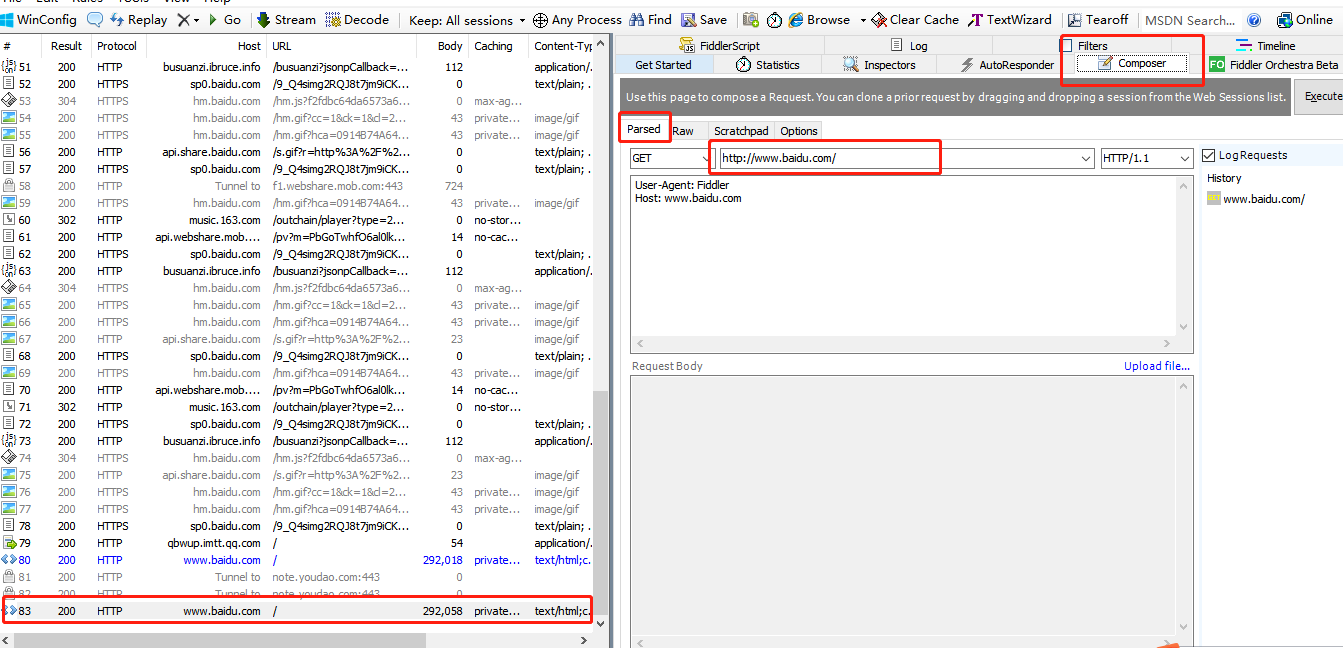 File Edit Rules Tools View Help
WinConfig Replay Go Stream Decode Keep: All sessions Any Process Find Save Browse Clear Cache TextWizard Tearoff MSDN Search... Online
# Result Protocol Host URL Body Caching Content-Typ
51 200 HTTP busuanzi.ibruce.info /busuanzi?jsonpCallback=... 112 application/.
52 200 HTTPS sp0.baidu.com /9_Q4simg2RQJ8t7jm9iCK... 0 text/plain; .
53 304 HTTPS hm.baidu.com /hm.js?f2fdbc64da6573a6... 0 max-ag...
54 200 HTTPS hm.baidu.com /hm.gif?cc=1&ck=1&cl=2... 43 private... image/gif
55 200 HTTPS hm.baidu.com /hm.gif?hca=0914B74A64... 43 private... image/gif
56 200 HTTP api.share.baidu.com /s.gif?r=http%3A%2F%2... 0 text/plain; .
57 200 HTTPS sp0.baidu.com /9_Q4simg2RQJ8t7jm9iCK... 0 text/plain; .
58 200 HTTP Tunnel to f1.webshare.mob.com:443 724
59 200 HTTPS hm.baidu.com /hm.gif?hca=0914B74A64... 43 private... image/gif
60 302 HTTP music.163.com /outchain/player?type=2... 0 no-stor...
61 200 HTTP api.webshare.mob.... /pv?m=PbGoTwhfO6al0lk... 14 no-cac...
62 200 HTTPS sp0.baidu.com /9_Q4simg2RQJ8t7jm9iCK... 0 text/plain; .
63 200 HTTP busuanzi.ibruce.info /busuanzi?jsonpCallback=... 112 application/.
64 304 HTTPS hm.baidu.com /hm.js?f2fdbc64da6573a6... 0 max-ag...
65 200 HTTPS hm.baidu.com /hm.gif?cc=1&ck=1&cl=2... 43 private... image/gif
66 200 HTTPS hm.baidu.com /hm.gif?hca=0914B74A64... 43 private... image/gif
67 200 HTTP api.share.baidu.com /s.gif?r=http%3A%2F%2... 23 image/gif
68 200 HTTPS sp0.baidu.com /9_Q4simg2RQJ8t7jm9iCK... 0 text/plain; .
69 200 HTTPS hm.baidu.com /hm.gif?hca=0914B74A64... 43 private... image/gif
70 200 HTTP api.webshare.mob.... /pv?m=PbGoTwhfO6al0lk... 14 no-cac...
71 302 HTTP music.163.com /outchain/player?type=2... 0 no-stor...
72 200 HTTPS sp0.baidu.com /9_Q4simg2RQJ8t7jm9iCK... 0 text/plain; .
73 200 HTTP busuanzi.ibruce.info /busuanzi?jsonpCallback=... 112 application/.
74 304 HTTPS hm.baidu.com /hm.js?f2fdbc64da6573a6... 0 max-ag...
75 200 HTTP api.share.baidu.com /s.gif?r=http%3A%2F%2... 23 image/gif
76 200 HTTPS hm.baidu.com /hm.gif?cc=1&ck=1&cl=2... 43 private... image/gif
77 200 HTTPS hm.baidu.com /hm.gif?hca=0914B74A64... 43 private... image/gif
78 200 HTTPS sp0.baidu.com /9_Q4simg2RQJ8t7jm9iCK... 0 text/plain; .
79 200 HTTP qbwup.imtt.qq.com / 54 application/.
80 200 HTTP www.baidu.com / 292,018 private... text/html;c.
81 200 HTTP Tunnel to note.youdao.com:443 0
82 200 HTTP Tunnel to note.youdao.com:443 0
83 200 HTTP www.baidu.com / 292,058 private... text/html;c.
FiddlerScript Log Filters Timeline
Get Started Statistics Inspectors AutoResponder Composer FO Fiddler Orchestra Beta
Use this page to compose a Request. You can clone a prior request by dragging and dropping a session from the Web Sessions list. Execute
Parsed Raw Scratchpad Options
GET http://www.baidu.com/ HTTP/1.1 Log Requests
User-Agent: Fiddler
Host: www.baidu.com
History
www.baidu.com/
Request Body Upload file...